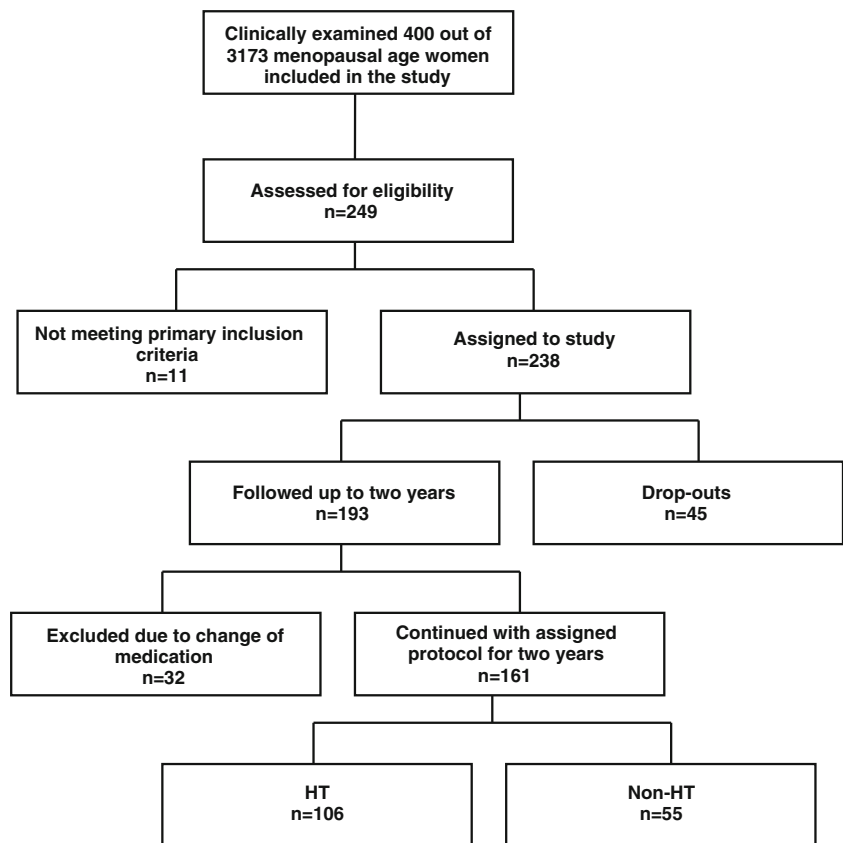 Clinically examined 400 out of
3173 menopausal age women
included in the study
Assessed for eligibility
n=249
Not meeting primary inclusion
criteria
n=11
Assigned to study
n=238
Followed up to two years
n=193
Drop-outs
n=45
Excluded due to change of
medication
n=32
Continued with assigned
protocol for two years
n=161
HT
n=106
Non-HT
n=55